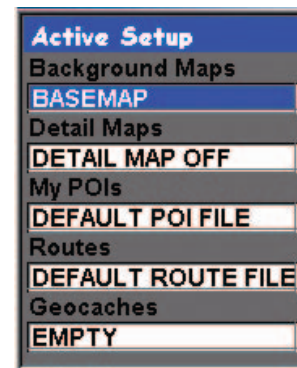 Active Setup
Background Maps
BASEMAP
Detail Maps
DETAIL MAP OFF
My POIs
DEFAULT POI FILE
Routes
DEFAULT ROUTE FILE
Geocaches
EMPTY